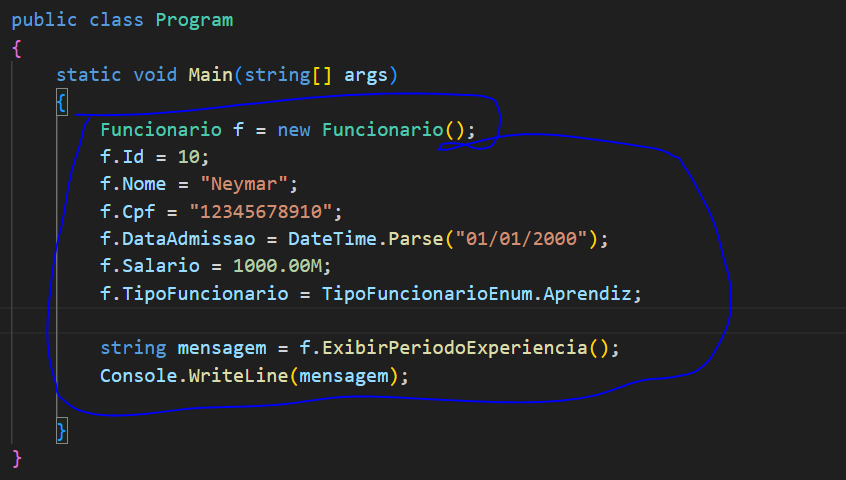 public class Program
{
static void Main(string[] args)
{
Funcionario f = new Funcionario();
f.Id = 10;
f.Nome = "Neymar";
f.Cpf = "12345678910";
f.DataAdmissao = DateTime.Parse("01/01/2000");
f.Salario = 1000.00M;
f.TipoFuncionario = TipoFuncionarioEnum.Aprendiz;
string mensagem = f.ExibirPeriodoExperiencia();
Console.WriteLine(mensagem);
}
}